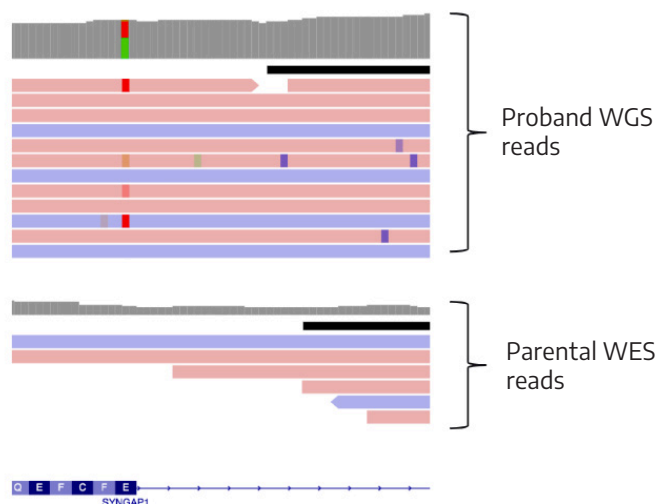 Proband WGS
reads
Parental WES
reads
Q E F C F E
SYNGAP1